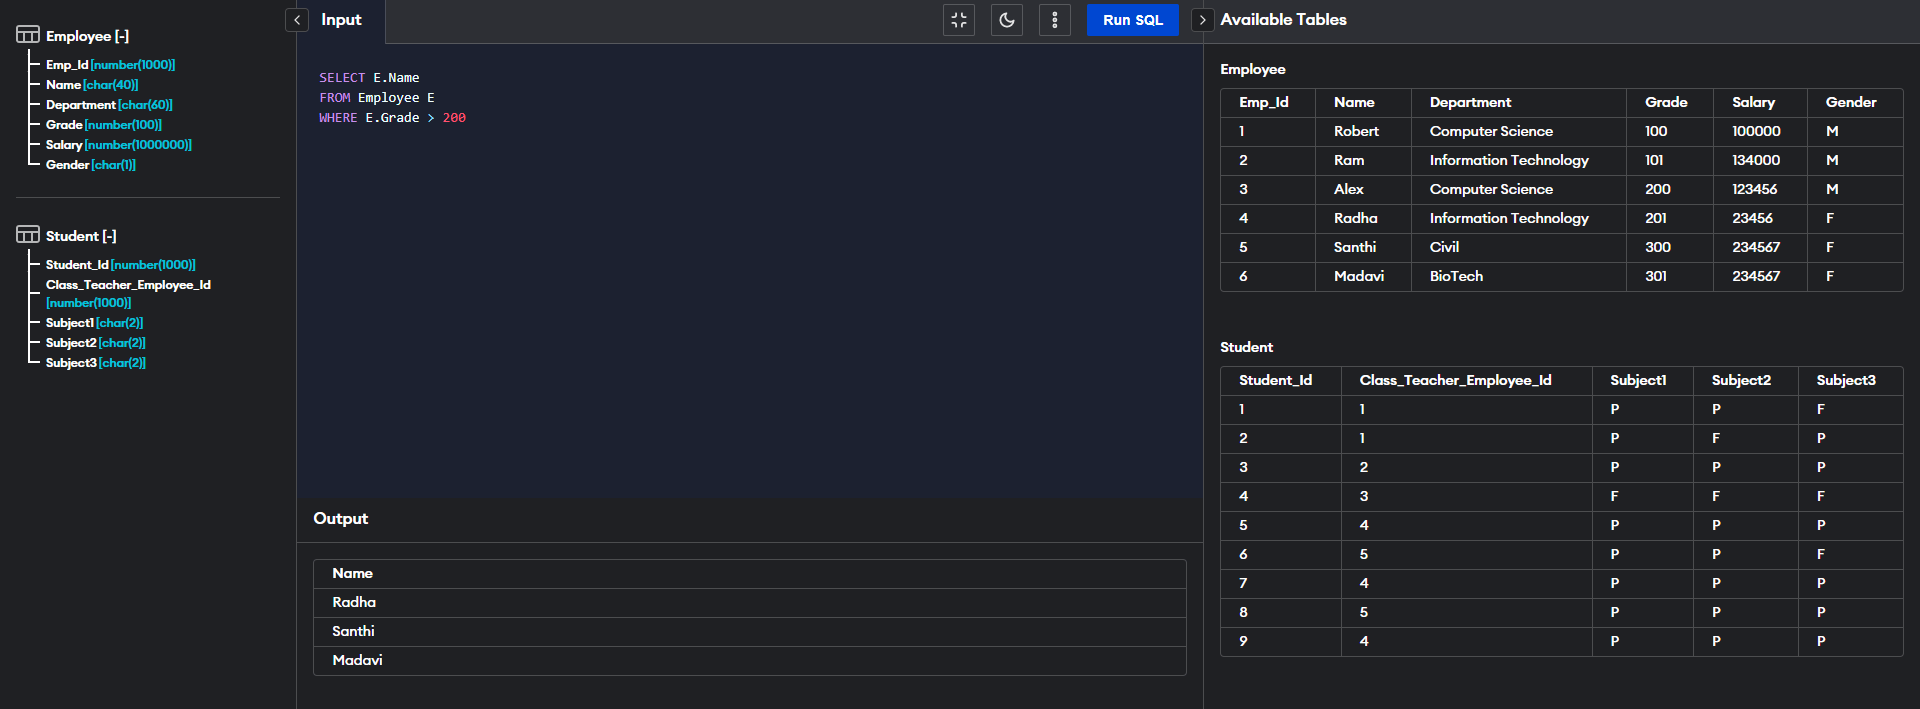 Employee [-]
Emp_Id [number(1000)]
Name [char(40)]
Department [char(60)]
Grade [number(100)]
Salary [number(1000000)]
Gender [char(1)]
Student [-]
Student_Id [number(1000)]
Class_Teacher_Employee_Id
[number(1000)]
Subject1 [char(2)]
Subject2 [char(2)]
Subject3 [char(2)]
Input
Run SQL
SELECT E.Name
FROM Employee E
WHERE E.Grade > 200
Output
Name
Radha
Santhi
Madavi
Available Tables
Employee
Emp_Id Name Department Grade Salary Gender
1 Robert Computer Science 100 100000 M
2 Ram Information Technology 101 134000 M
3 Alex Computer Science 200 123456 M
4 Radha Information Technology 201 23456 F
5 Santhi Civil 300 234567 F
6 Madavi BioTech 301 234567 F
Student
Student_Id Class_Teacher_Employee_Id Subject1 Subject2 Subject3
1 1 P P F
2 1 P F P
3 2 P P P
4 3 F F F
5 4 P P P
6 5 P P F
7 4 P P P
8 5 P P P
9 4 P P P